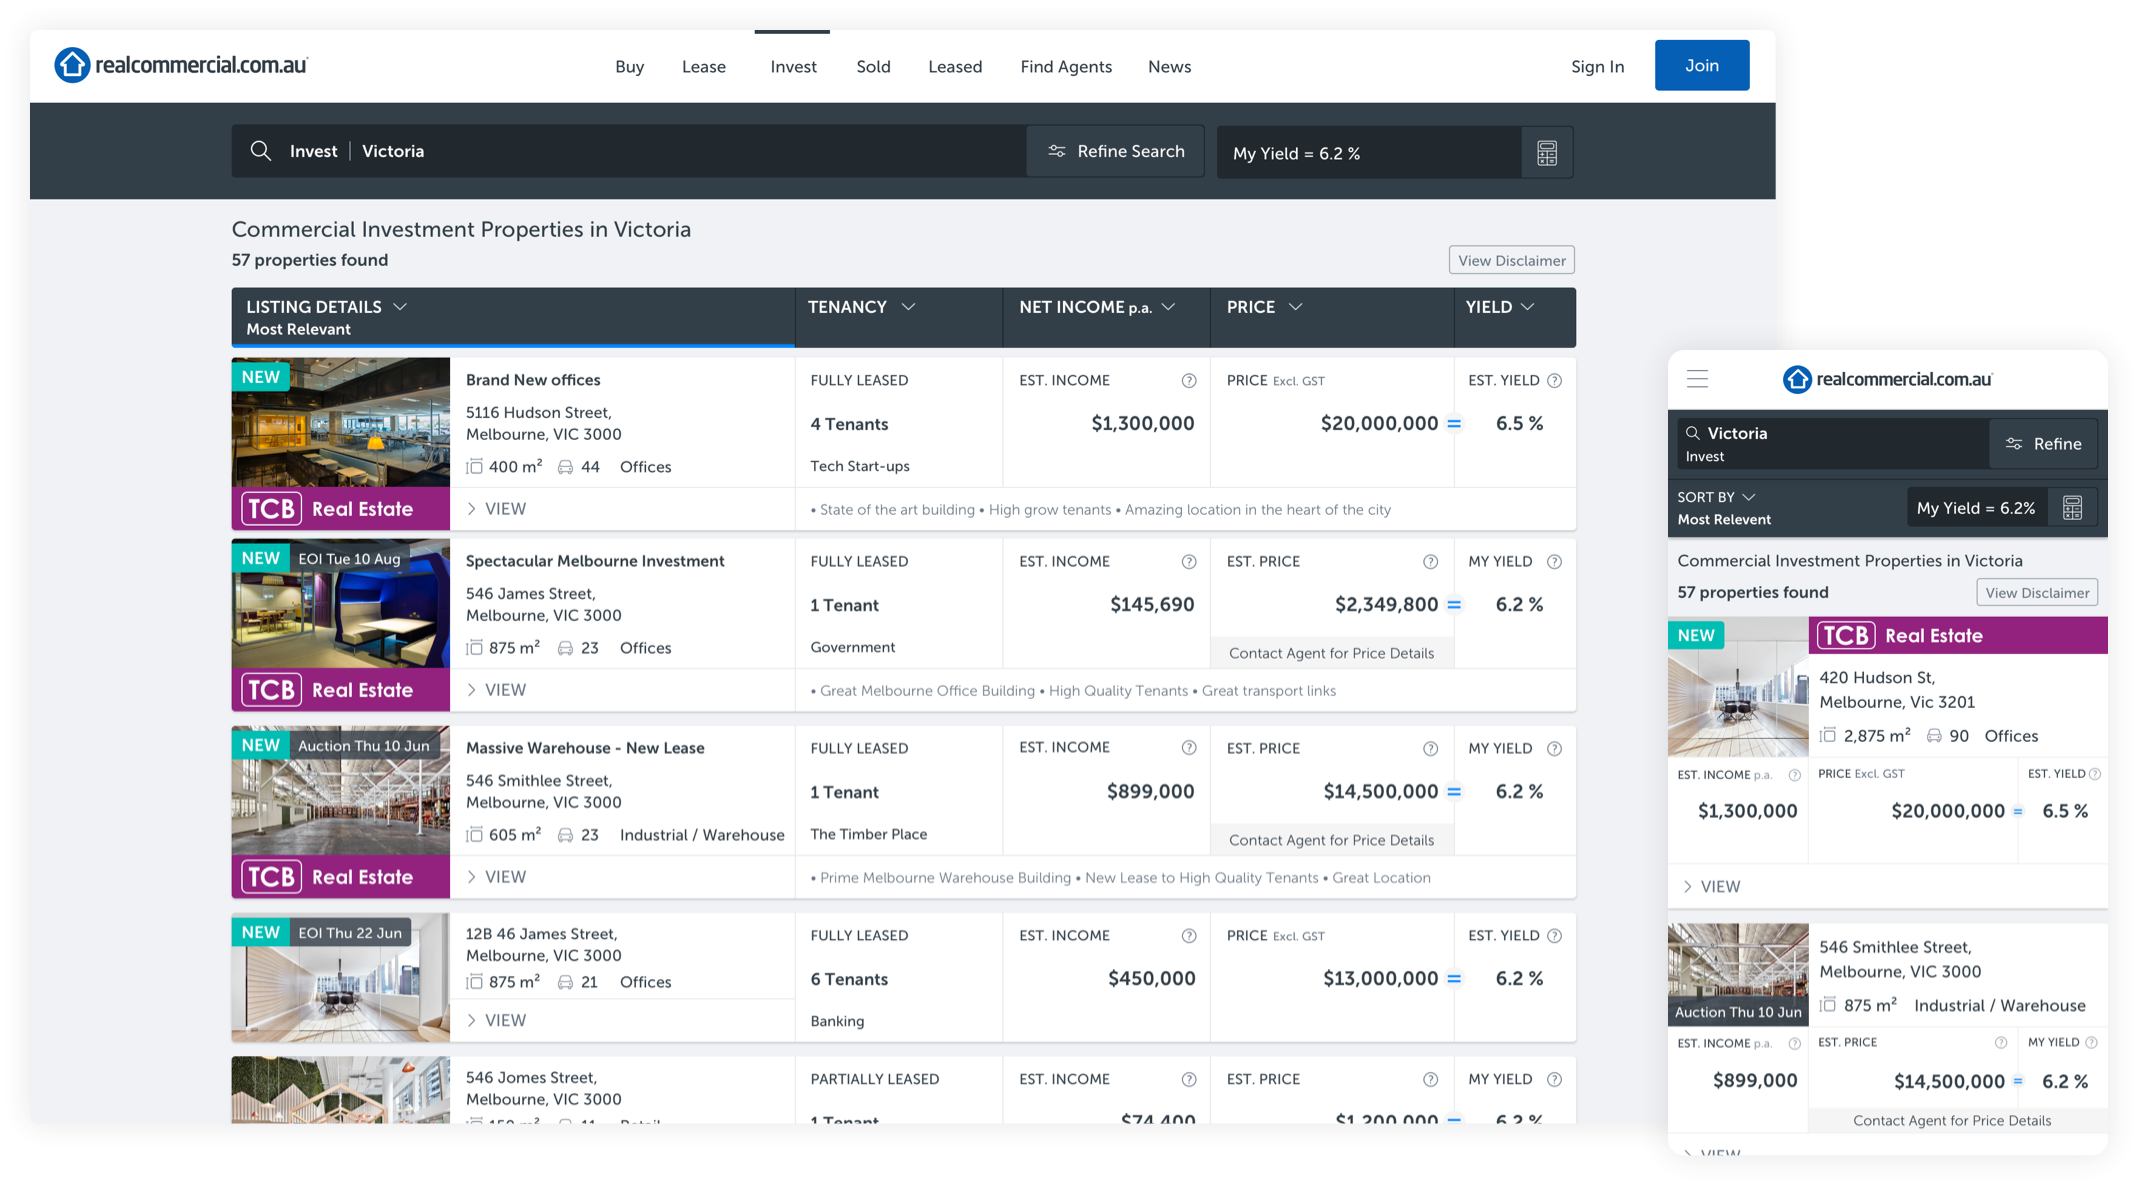 realcommercial.com.au
Buy Lease Invest Sold Leased Find Agents News
Sign In Join
Invest | Victoria
Refine Search
My Yield = 6.2 %
Commercial Investment Properties in Victoria
57 properties found
View Disclaimer
LISTING DETAILS TENANCY NET INCOME p.a. PRICE YIELD
Most Relevant
NEW
TCB Real Estate
Brand New offices
5116 Hudson Street,
Melbourne, VIC 3000
400 m² 44 Offices
VIEW
FULLY LEASED
4 Tenants
Tech Start-ups
EST. INCOME
$1,300,000
PRICE Excl. GST
$20,000,000 =
EST. YIELD
6.5 %
• State of the art building • High grow tenants • Amazing location in the heart of the city
NEW EOI Tue 10 Aug
TCB Real Estate
Spectacular Melbourne Investment
546 James Street,
Melbourne, VIC 3000
875 m² 23 Offices
VIEW
FULLY LEASED
1 Tenant
Government
EST. INCOME
$145,690
EST. PRICE
$2,349,800 =
Contact Agent for Price Details
MY YIELD
6.2 %
• Great Melbourne Office Building • High Quality Tenants • Great transport links
NEW Auction Thu 10 Jun
TCB Real Estate
Massive Warehouse - New Lease
546 Smithlee Street,
Melbourne, VIC 3000
605 m² 23 Industrial / Warehouse
VIEW
FULLY LEASED
1 Tenant
The Timber Place
EST. INCOME
$899,000
EST. PRICE
$14,500,000 =
Contact Agent for Price Details
MY YIELD
6.2 %
• Prime Melbourne Warehouse Building • New Lease to High Quality Tenants • Great Location
NEW EOI Thu 22 Jun
12B 46 James Street,
Melbourne, VIC 3000
875 m² 21 Offices
VIEW
FULLY LEASED
6 Tenants
Banking
EST. INCOME
$450,000
PRICE Excl. GST
$13,000,000 =
EST. YIELD
6.2 %
546 Jomes Street,
Melbourne, VIC 3000
150 m² 11 Retail
PARTIALLY LEASED
1 Tenant
EST. INCOME
$74,400
EST. PRICE
$1,200,000 =
MY YIELD
6.2 %
realcommercial.com.au
Victoria
Invest
Refine
SORT BY
Most Relevent
My Yield = 6.2%
Commercial Investment Properties in Victoria
57 properties found
View Disclaimer
NEW
TCB Real Estate
420 Hudson St,
Melbourne, Vic 3201
2,875 m² 90 Offices
EST. INCOME p.a.
$1,300,000
PRICE Excl. GST
$20,000,000 =
EST. YIELD
6.5 %
VIEW
Auction Thu 10 Jun
546 Smithlee Street,
Melbourne, VIC 3000
875 m² Industrial / Warehouse
EST. INCOME p.a.
$899,000
EST. PRICE
$14,500,000 =
MY YIELD
6.2 %
Contact Agent for Price Details
VIEW